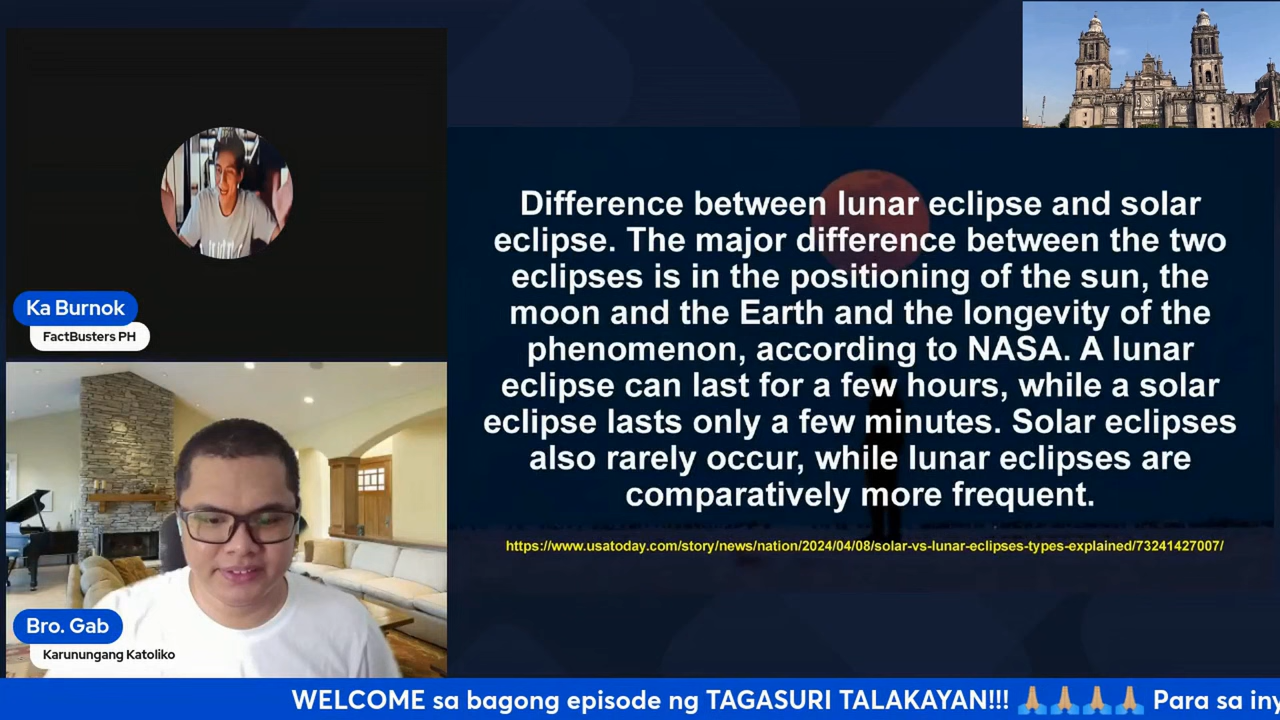 Ka Burnok
FactBusters PH
Bro. Gab
Karunungang Katoliko
Difference between lunar eclipse and solar
eclipse. The major difference between the two
eclipses is in the positioning of the sun, the
moon and the Earth and the longevity of the
phenomenon, according to NASA. A lunar
eclipse can last for a few hours, while a solar
eclipse lasts only a few minutes. Solar eclipses
also rarely occur, while lunar eclipses are
comparatively more frequent.
https://www.usatoday.com/story/news/nation/2024/04/08/solar-vs-lunar-eclipses-types-explained/73241427007/
WELCOME sa bagong episode ng TAGASURI TALAKAYAN!!! 🙏🏼🙏🏼🙏🏼🙏🏼 Para sa